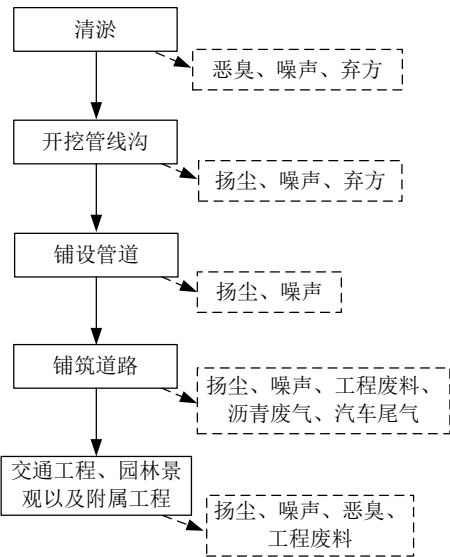 清淤
恶臭、噪声、弃方
开挖管线沟
扬尘、噪声、弃方
铺设管道
扬尘、噪声
铺筑道路
扬尘、噪声、工程废料、
沥青废气、汽车尾气
交通工程、园林景
观以及附属工程
扬尘、噪声、恶臭、
工程废料